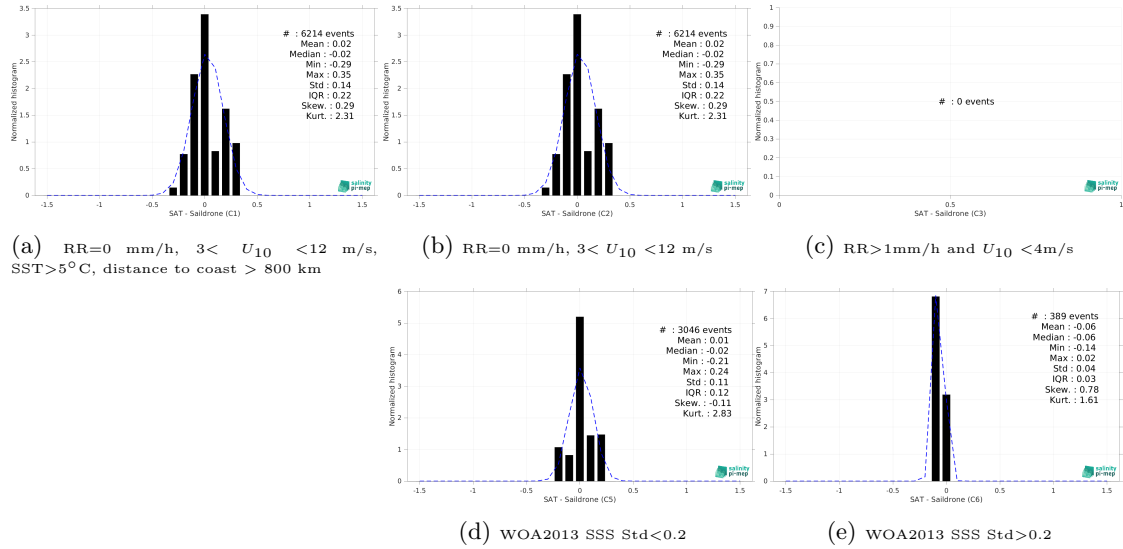 3.5
3
2.5
2
1.5
1
0.5
0
Normalized histogram
# : 6214 events
Mean : 0.02
Median : -0.02
Min : -0.29
Max : 0.35
Std : 0.14
IQR : 0.22
Skew. : 0.29
Kurt. : 2.31
salinity
pi-mep
-1.5 -1 -0.5 0 0.5 1 1.5
SAT - Saildrone (C1)
(a) RR=0 mm/h, 3< U10 <12 m/s,
SST>5°C, distance to coast > 800 km
3.5
3
2.5
2
1.5
1
0.5
0
Normalized histogram
# : 6214 events
Mean : 0.02
Median : -0.02
Min : -0.29
Max : 0.35
Std : 0.14
IQR : 0.22
Skew. : 0.29
Kurt. : 2.31
salinity
pi-mep
-1.5 -1 -0.5 0 0.5 1 1.5
SAT - Saildrone (C2)
(b) RR=0 mm/h, 3< U10 <12 m/s
1
0.9
0.8
0.7
0.6
0.5
0.4
0.3
0.2
0.1
0
Normalized histogram
# : 0 events
salinity
pi-mep
0 0.5 1
SAT - Saildrone (C3)
(c) RR>1mm/h and U10 <4m/s
6
5
4
3
2
1
0
Normalized histogram
# : 3046 events
Mean : 0.01
Median : -0.02
Min : -0.21
Max : 0.24
Std : 0.11
IQR : 0.12
Skew. : -0.11
Kurt. : 2.83
salinity
pi-mep
-1.5 -1 -0.5 0 0.5 1 1.5
SAT - Saildrone (C5)
(d) WOA2013 SSS Std<0.2
7
6
5
4
3
2
1
0
Normalized histogram
# : 389 events
Mean : -0.06
Median : -0.06
Min : -0.14
Max : 0.02
Std : 0.04
IQR : 0.03
Skew. : 0.78
Kurt. : 1.61
salinity
pi-mep
-1.5 -1 -0.5 0 0.5 1 1.5
SAT - Saildrone (C6)
(e) WOA2013 SSS Std>0.2